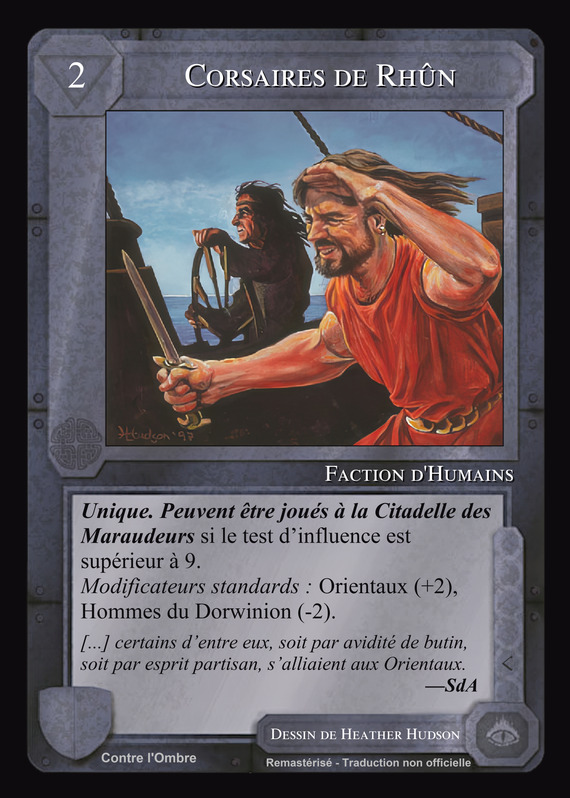 2
CORSAIRES DE RHÛN
HHudson '97
FACTION D'HUMAINS
Unique. Peuvent être joués à la Citadelle des
Maraudeurs si le test d’influence est
supérieur à 9.
Modificateurs standards : Orientaux (+2),
Hommes du Dorwinion (-2).
[...] certains d’entre eux, soit par avidité de butin,
soit par esprit partisan, s’alliaient aux Orientaux.
—SdA
DESSIN DE HEATHER HUDSON
Contre l'Ombre
Remastérisé - Traduction non officielle